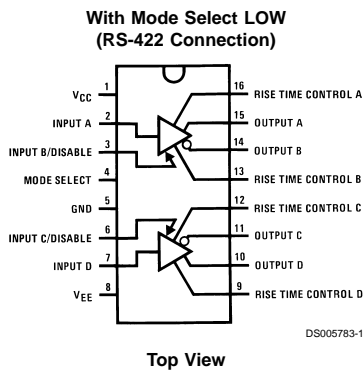 With Mode Select LOW
(RS-422 Connection)
VCC 1
INPUT A 2
INPUT B/DISABLE 3
MODE SELECT 4
GND 5
INPUT C/DISABLE 6
INPUT D 7
VEE 8
16 RISE TIME CONTROL A
15 OUTPUT A
14 OUTPUT B
13 RISE TIME CONTROL B
12 RISE TIME CONTROL C
11 OUTPUT C
10 OUTPUT D
9 RISE TIME CONTROL D
DS005783-1
Top View